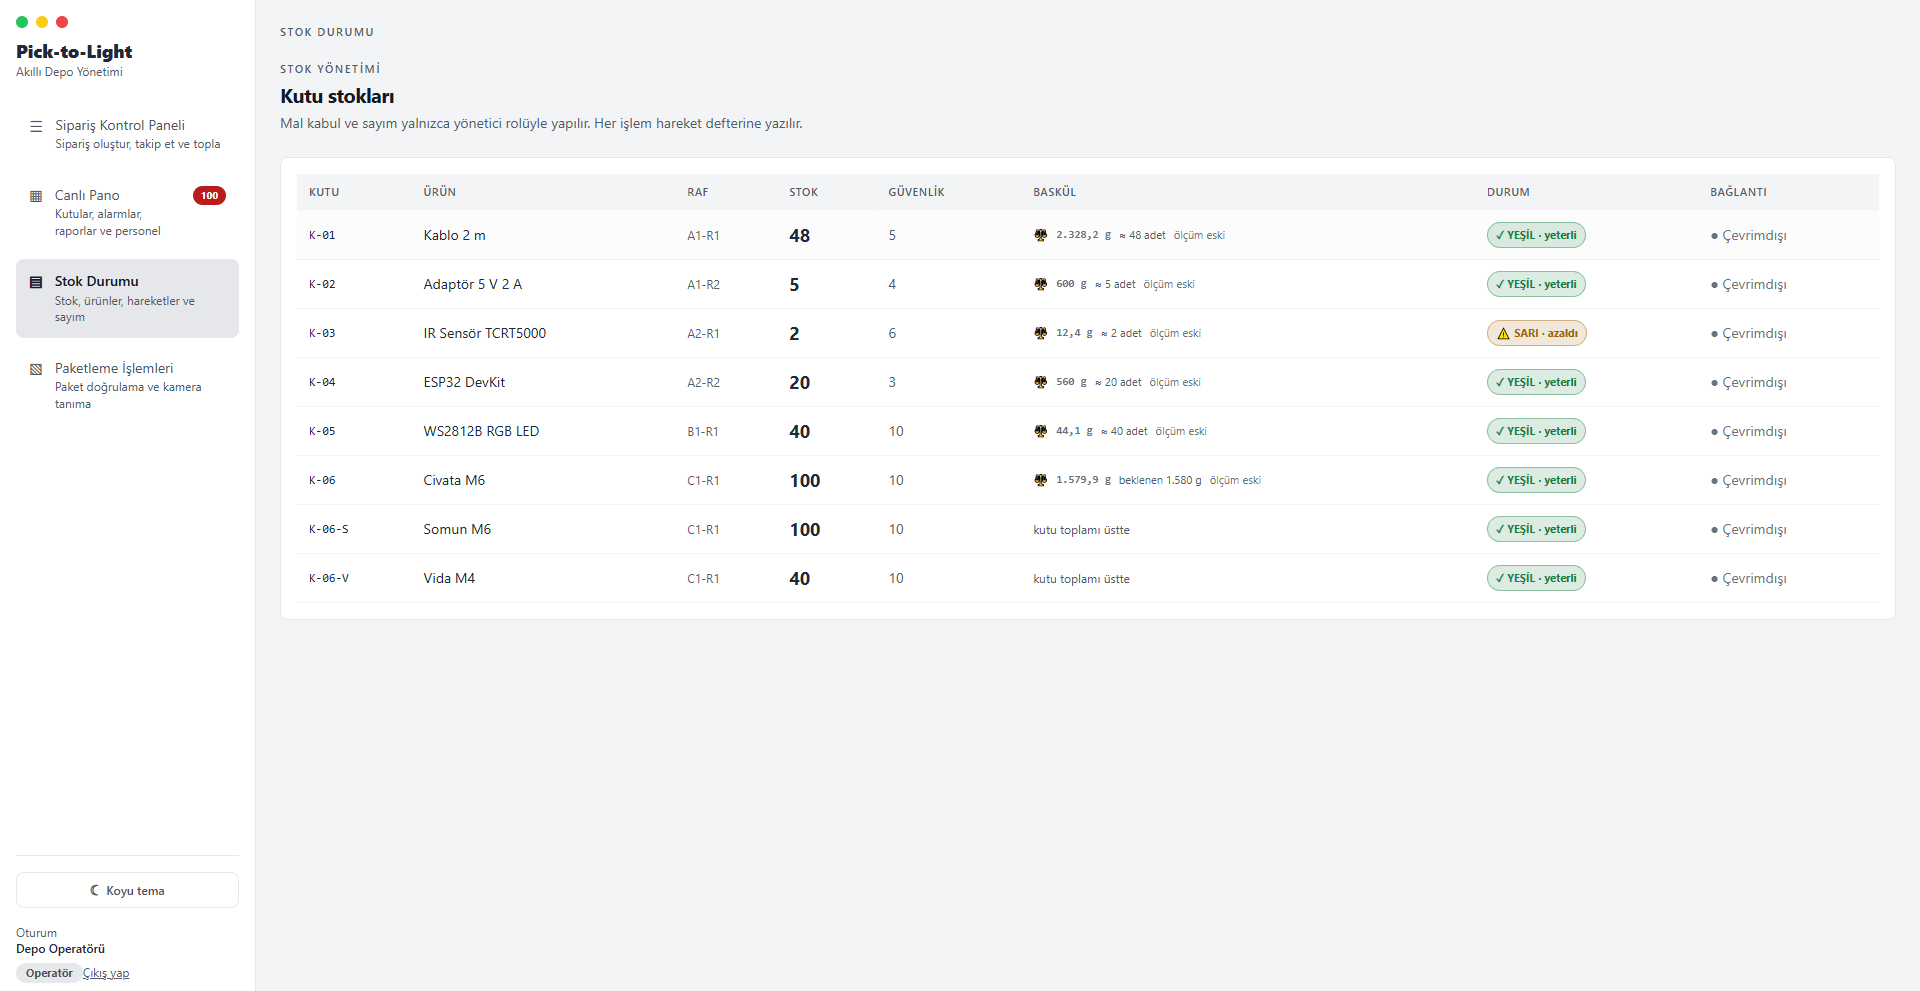 Pick-to-Light
Akıllı Depo Yönetimi
Sipariş Kontrol Paneli
Sipariş oluştur, takip et ve topla
Canlı Pano
100
Kutular, alarmlar,
raporlar ve personel
Stok Durumu
Stok, ürünler, hareketler ve
sayım
Paketleme İşlemleri
Paket doğrulama ve kamera
tanıma
Koyu tema
Oturum
Depo Operatörü
Operatör Çıkış yap
STOK DURUMU
STOK YÖNETİMİ
Kutu stokları
Mal kabul ve sayım yalnızca yönetici rolüyle yapılır. Her işlem hareket defterine yazılır.
KUTU ÜRÜN RAF STOK GÜVENLİK BASKÜL DURUM BAĞLANTI
K-01 Kablo 2 m A1-R1 48 5 2.328,2 g ≈ 48 adet ölçüm eski ✓ YEŞİL · yeterli ● Çevrimdışı
K-02 Adaptör 5 V 2 A A1-R2 5 4 600 g ≈ 5 adet ölçüm eski ✓ YEŞİL · yeterli ● Çevrimdışı
K-03 IR Sensör TCRT5000 A2-R1 2 6 12,4 g ≈ 2 adet ölçüm eski ⚠ SARI · azaldı ● Çevrimdışı
K-04 ESP32 DevKit A2-R2 20 3 560 g ≈ 20 adet ölçüm eski ✓ YEŞİL · yeterli ● Çevrimdışı
K-05 WS2812B RGB LED B1-R1 40 10 44,1 g ≈ 40 adet ölçüm eski ✓ YEŞİL · yeterli ● Çevrimdışı
K-06 Civata M6 C1-R1 100 10 1.579,9 g beklenen 1.580 g ölçüm eski ✓ YEŞİL · yeterli ● Çevrimdışı
K-06-S Somun M6 C1-R1 100 10 kutu toplamı üstte ✓ YEŞİL · yeterli ● Çevrimdışı
K-06-V Vida M4 C1-R1 40 10 kutu toplamı üstte ✓ YEŞİL · yeterli ● Çevrimdışı